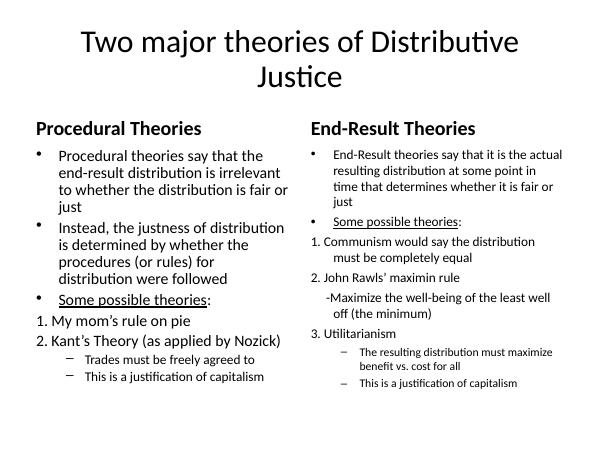 Two major theories of Distributive
Justice
Procedural Theories
• Procedural theories say that the
end-result distribution is irrelevant
to whether the distribution is fair or
just
• Instead, the justness of distribution
is determined by whether the
procedures (or rules) for
distribution were followed
• Some possible theories:
1. My mom’s rule on pie
2. Kant’s Theory (as applied by Nozick)
– Trades must be freely agreed to
– This is a justification of capitalism
End-Result Theories
• End-Result theories say that it is the actual
resulting distribution at some point in
time that determines whether it is fair or
just
• Some possible theories:
1. Communism would say the distribution
must be completely equal
2. John Rawls’ maximin rule
-Maximize the well-being of the least well
off (the minimum)
3. Utilitarianism
– The resulting distribution must maximize
benefit vs. cost for all
– This is a justification of capitalism